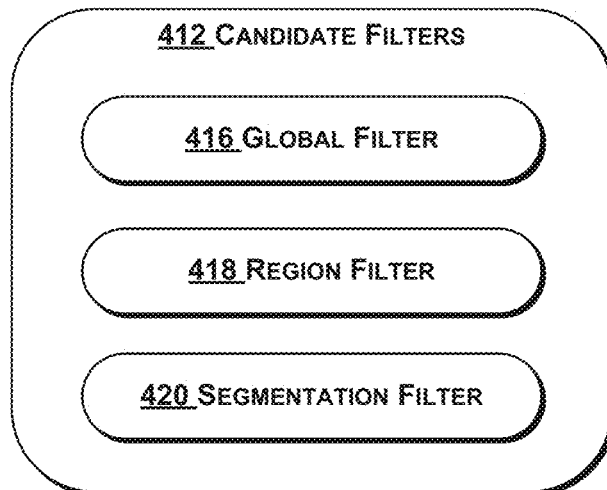 412 CANDIDATE FILTERS
416 GLOBAL FILTER
418 REGION FILTER
420 SEGMENTATION FILTER